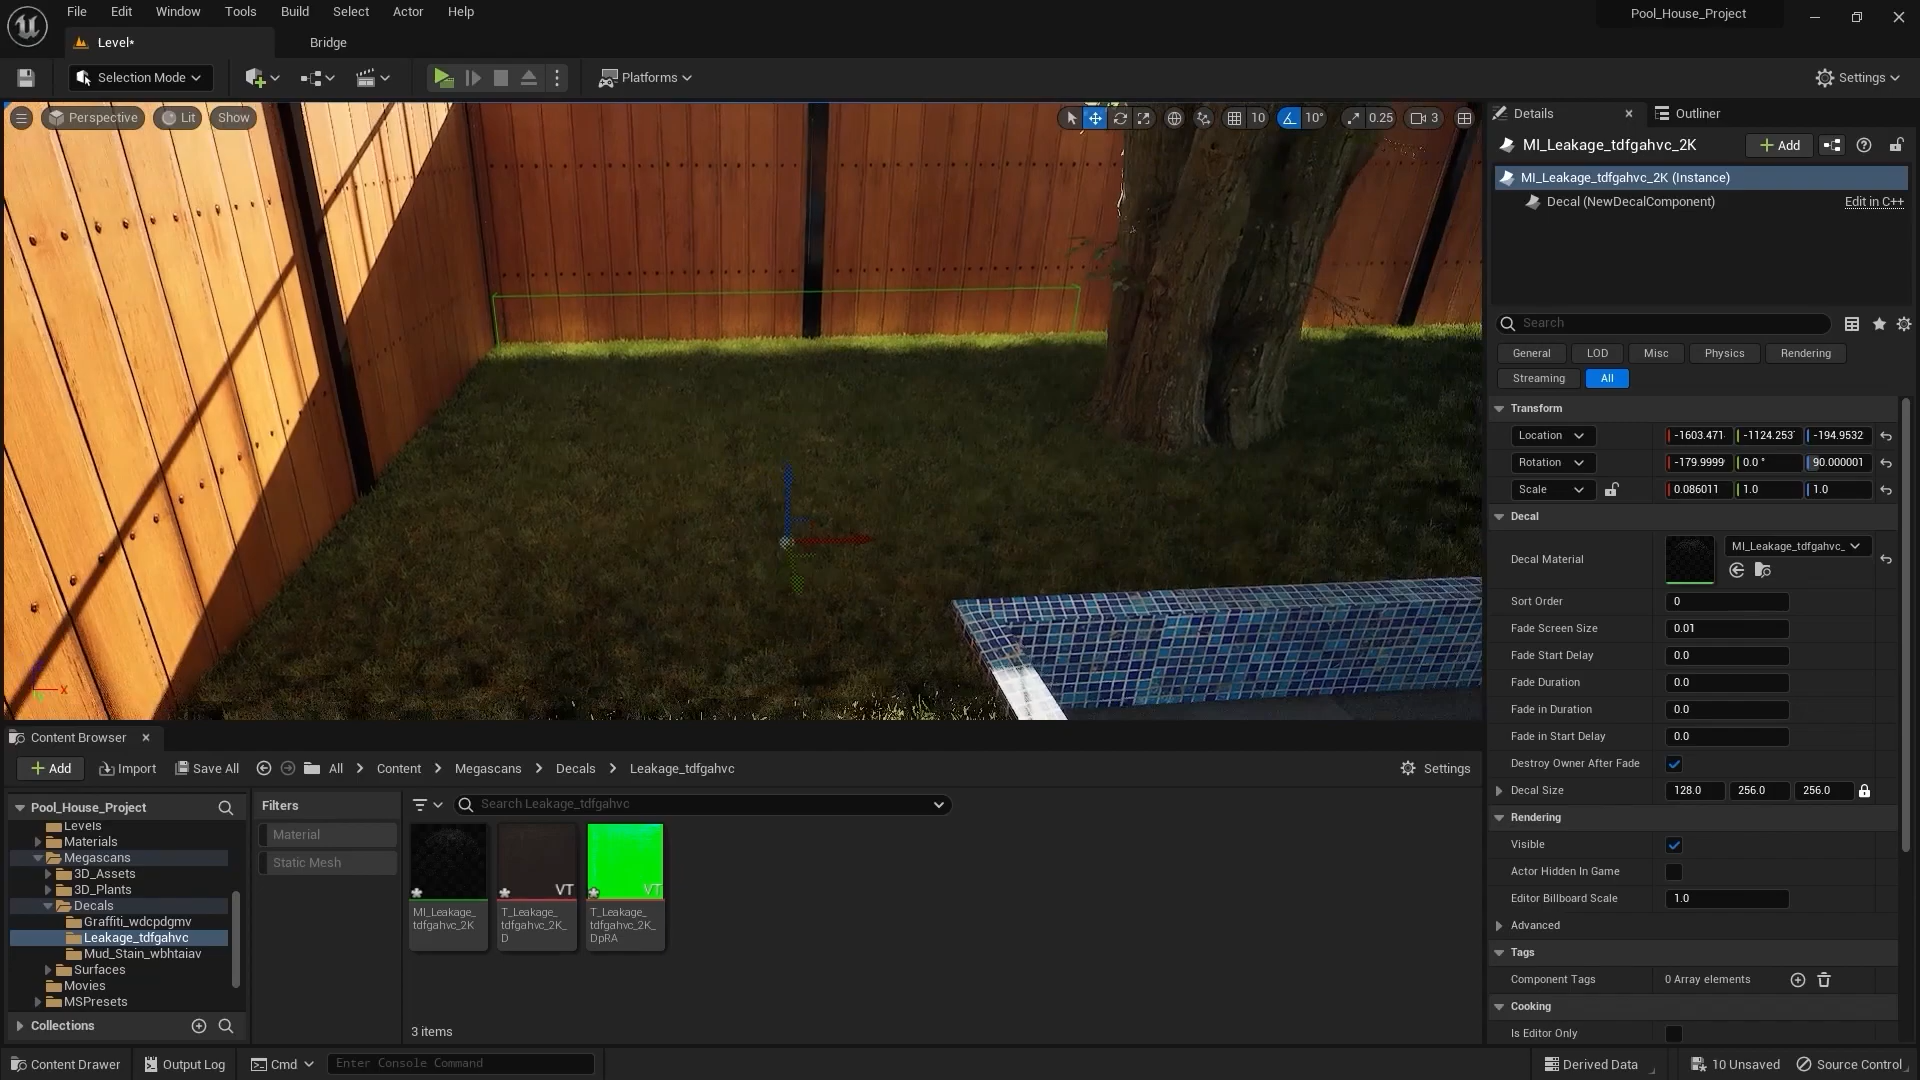 File Edit Window Tools Build Select Actor Help
Pool_House_Project
Level*
Bridge
Selection Mode
Platforms
Settings
Perspective
Lit
Show
10
10°
0.25
3
Details
Outliner
MI_Leakage_tdfgahvc_2K
Add
MI_Leakage_tdfgahvc_2K (Instance)
Decal (NewDecalComponent)
Edit in C++
Search
General
LOD
Misc
Physics
Rendering
Streaming
All
Transform
Location -1603.471 -1124.253 -194.9532
Rotation -179.9999 0.0 ° 90.000001
Scale 0.086011 1.0 1.0
Decal
Decal Material MI_Leakage_tdfgahvc_
Sort Order 0
Fade Screen Size 0.01
Fade Start Delay 0.0
Fade Duration 0.0
Fade in Duration 0.0
Fade in Start Delay 0.0
Destroy Owner After Fade
Decal Size 128.0 256.0 256.0
Rendering
Visible
Actor Hidden In Game
Editor Billboard Scale 1.0
Advanced
Tags
Component Tags 0 Array elements
Cooking
Is Editor Only
X
Content Browser
Add
Import
Save All
All > Content > Megascans > Decals > Leakage_tdfgahvc
Settings
Pool_House_Project
Levels
Materials
Megascans
3D_Assets
3D_Plants
Decals
Graffiti_wdcpdgmv
Leakage_tdfgahvc
Mud_Stain_wbhtaiav
Surfaces
Movies
MSPresets
Collections
Filters
Material
Static Mesh
Search Leakage_tdfgahvc
MI_Leakage_
tdfgahvc_2K
VT
T_Leakage_
tdfgahvc_2K_
D
VT
T_Leakage_
tdfgahvc_2K_
DpRA
3 items
Content Drawer
Output Log
Cmd
Enter Console Command
Derived Data
10 Unsaved
Source Control